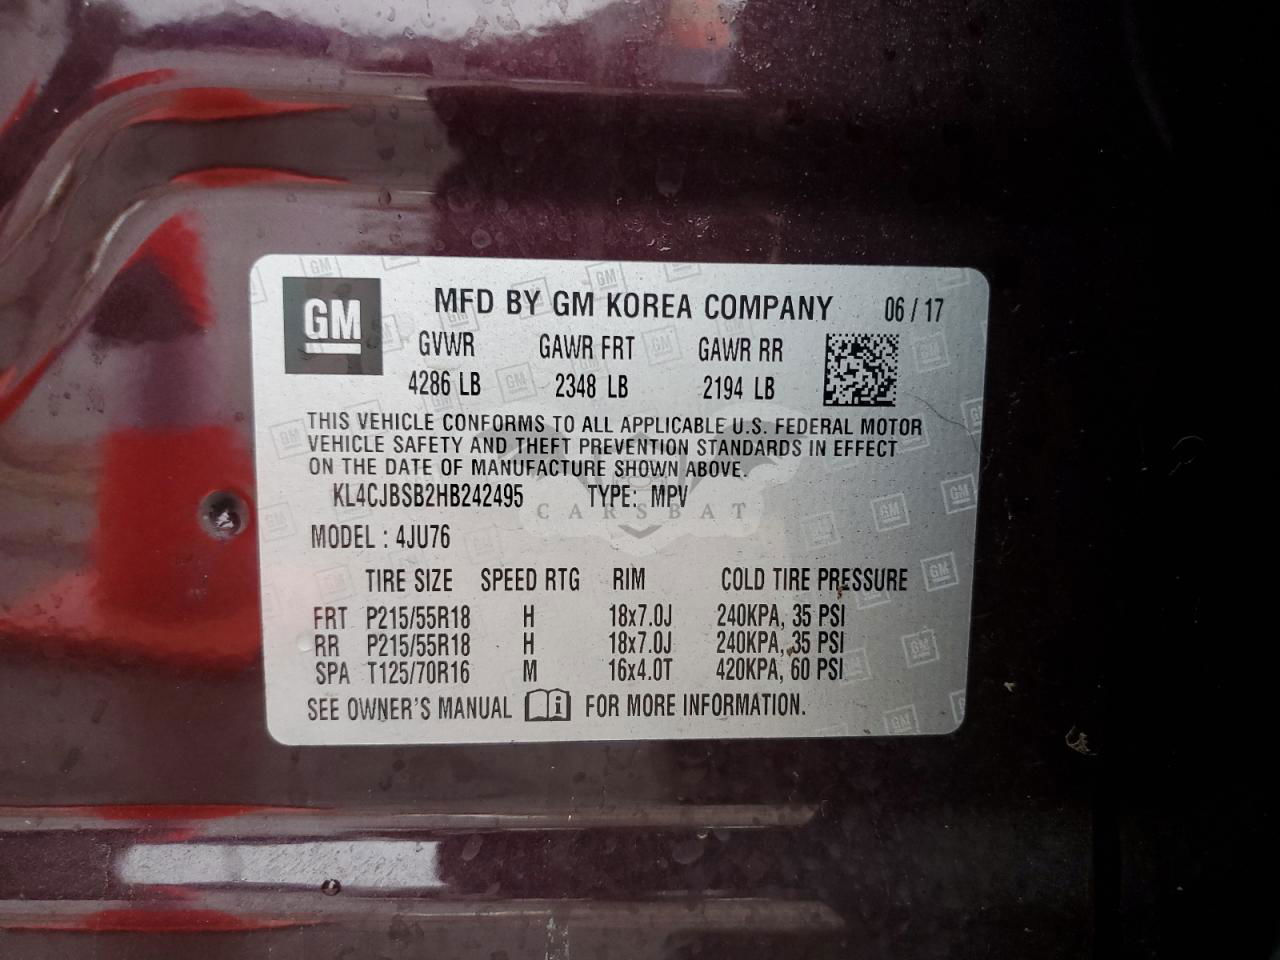 GM
MFD BY GM KOREA COMPANY 06 / 17
GVWR GAWR FRT GAWR RR
4286 LB 2348 LB 2194 LB
THIS VEHICLE CONFORMS TO ALL APPLICABLE U.S. FEDERAL MOTOR
VEHICLE SAFETY AND THEFT PREVENTION STANDARDS IN EFFECT
ON THE DATE OF MANUFACTURE SHOWN ABOVE.
KL4CJBSB2HB242495 TYPE: MPV
CARSBAT
MODEL : 4JU76
TIRE SIZE SPEED RTG RIM COLD TIRE PRESSURE
FRT P215/55R18 H 18x7.0J 240KPA, 35 PSI
RR P215/55R18 H 18x7.0J 240KPA, 35 PSI
SPA T125/70R16 M 16x4.0T 420KPA, 60 PSI
SEE OWNER'S MANUAL i FOR MORE INFORMATION.